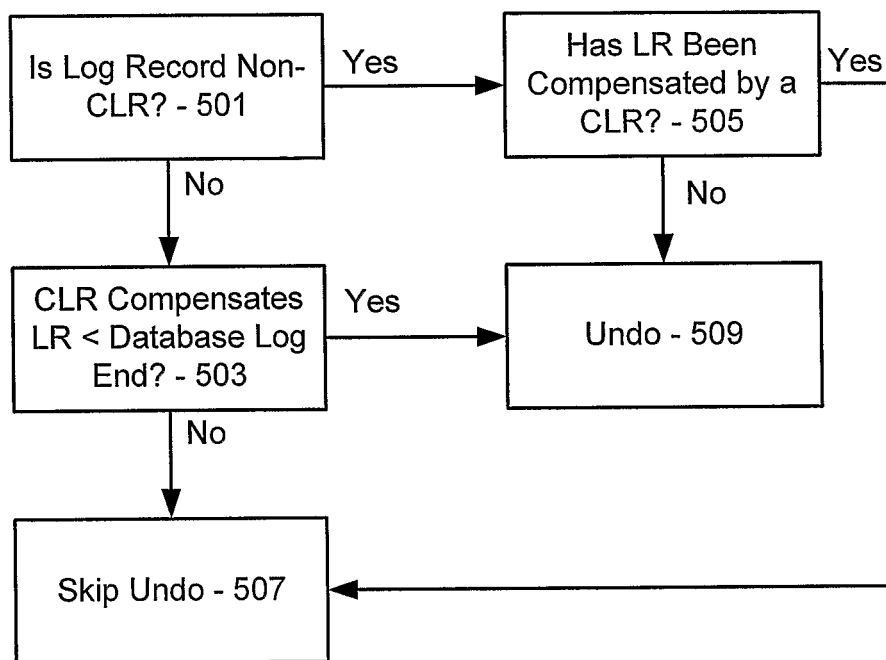 Is Log Record Non-
CLR? - 501
Yes
Has LR Been
Compensated by a
CLR? - 505
Yes
No
No
CLR Compensates
LR < Database Log
End? - 503
Yes
Undo - 509
No
Skip Undo - 507